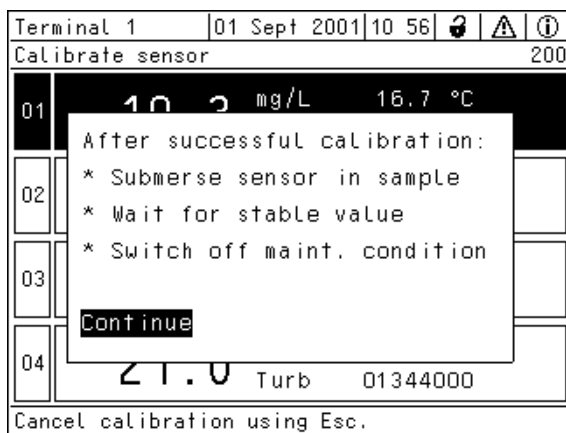 Terminal 1 01 Sept 2001 10 56
Calibrate sensor 200
01 mg/L 16.7 °C
After successful calibration:
* Submerse sensor in sample
02
* Wait for stable value
* Switch off maint. condition
03
Continue
04 21.0 Turb 01344000
Cancel calibration using Esc.